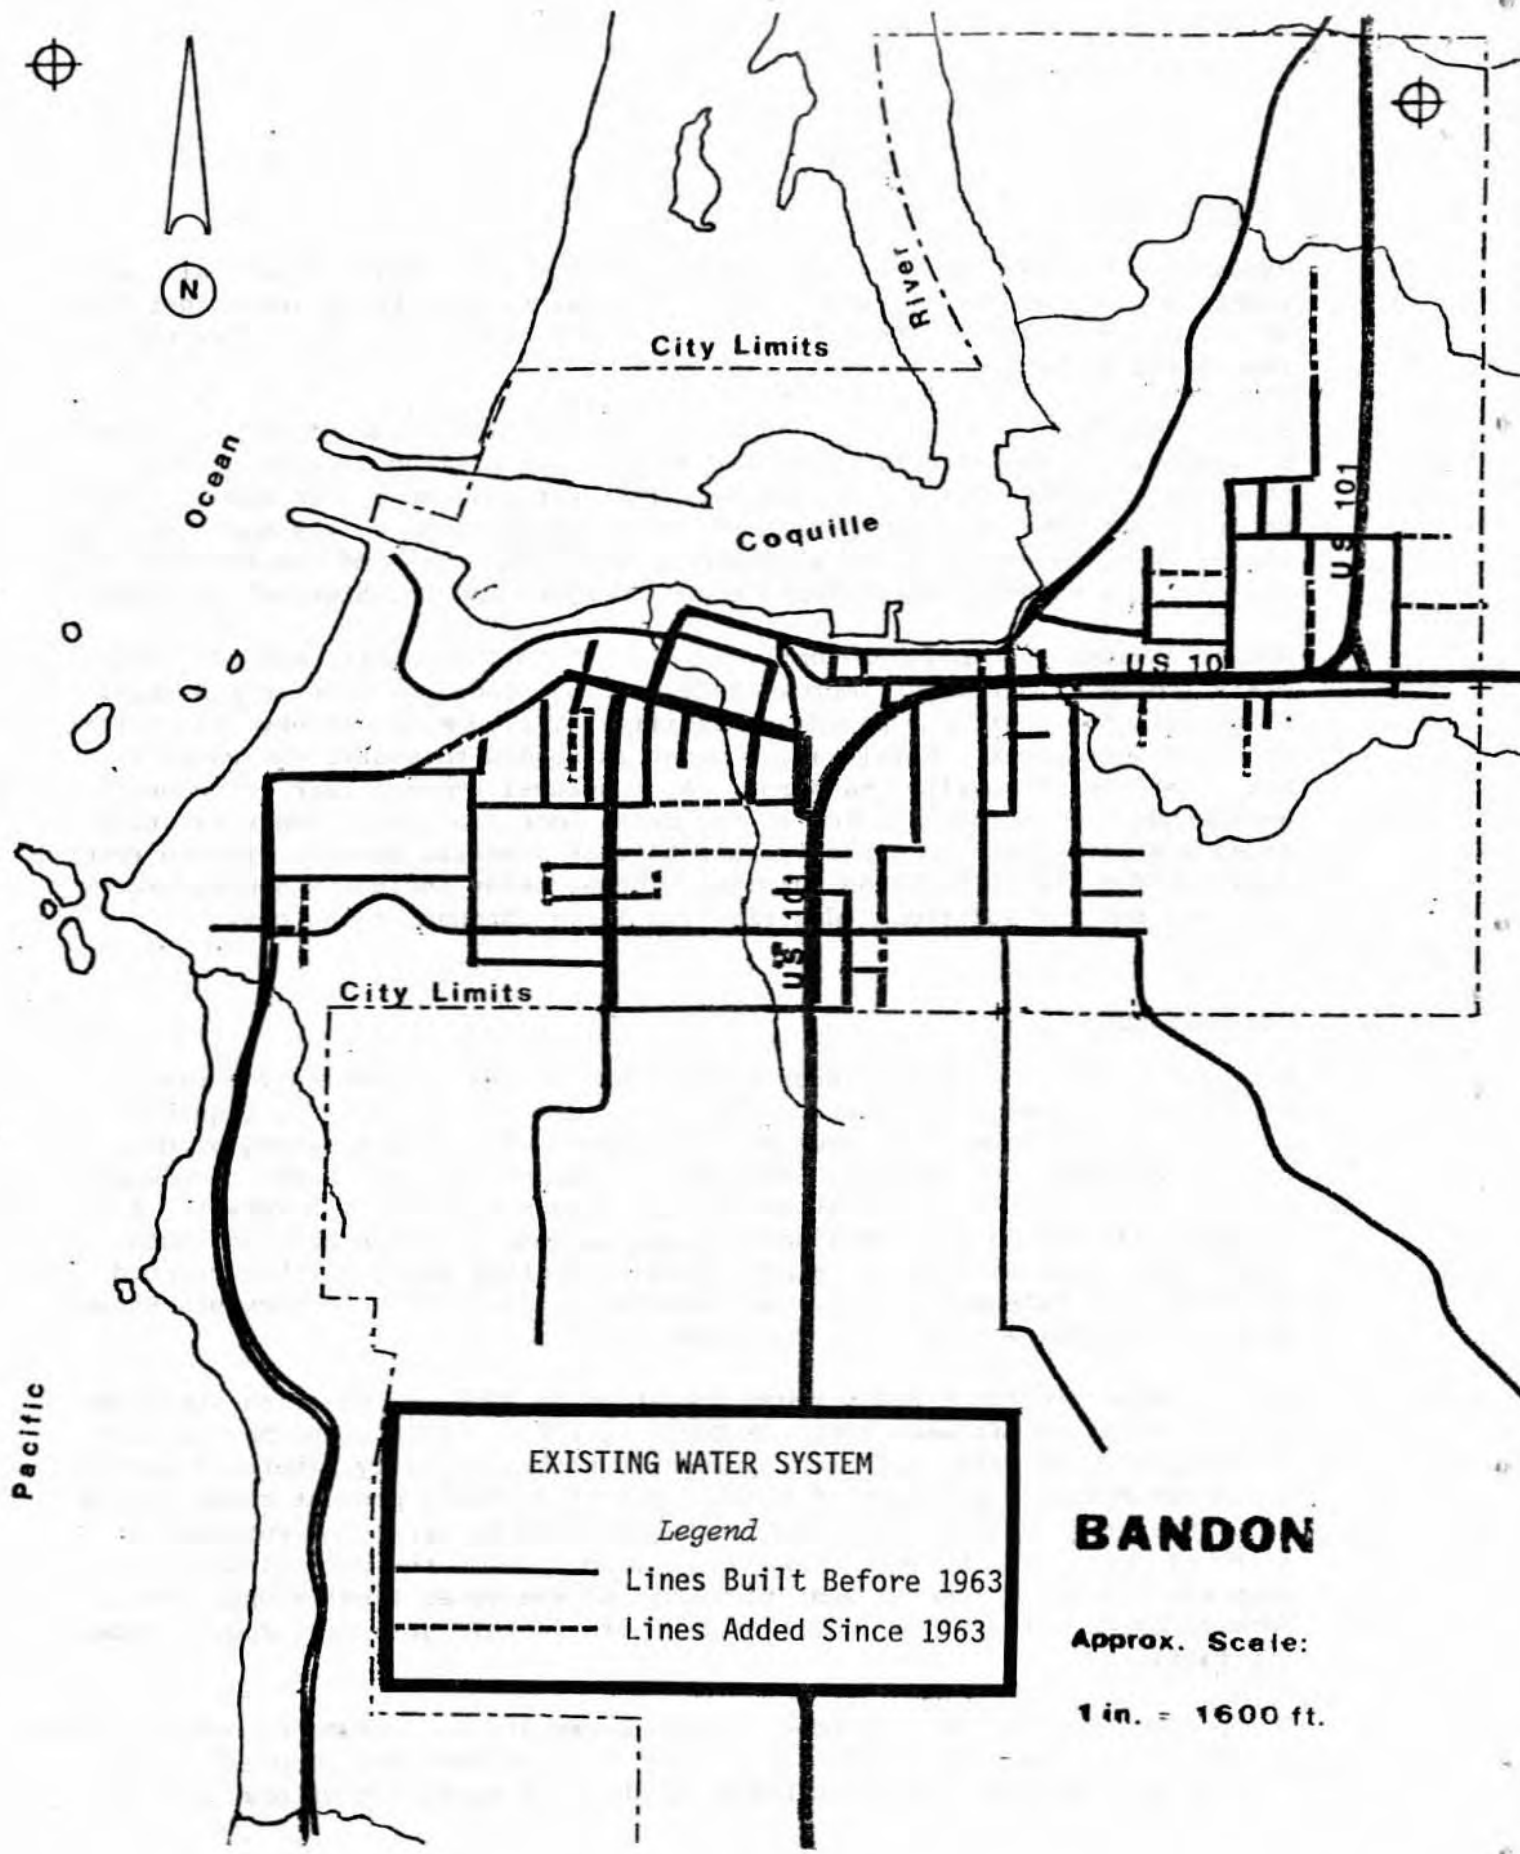 N
River
City Limits
Ocean
Coquille
US 101
US 10
US 101
City Limits
Pacific
EXISTING WATER SYSTEM
Legend
Lines Built Before 1963
Lines Added Since 1963
BANDON
Approx. Scale:
1 in. = 1600 ft.